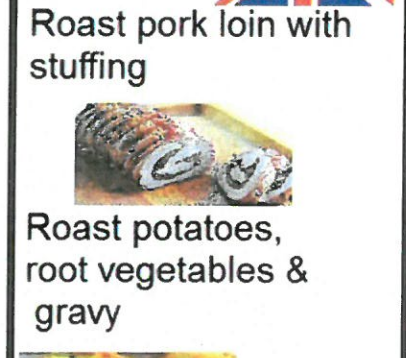 Roast pork loin with
stuffing
Roast potatoes,
root vegetables &
gravy